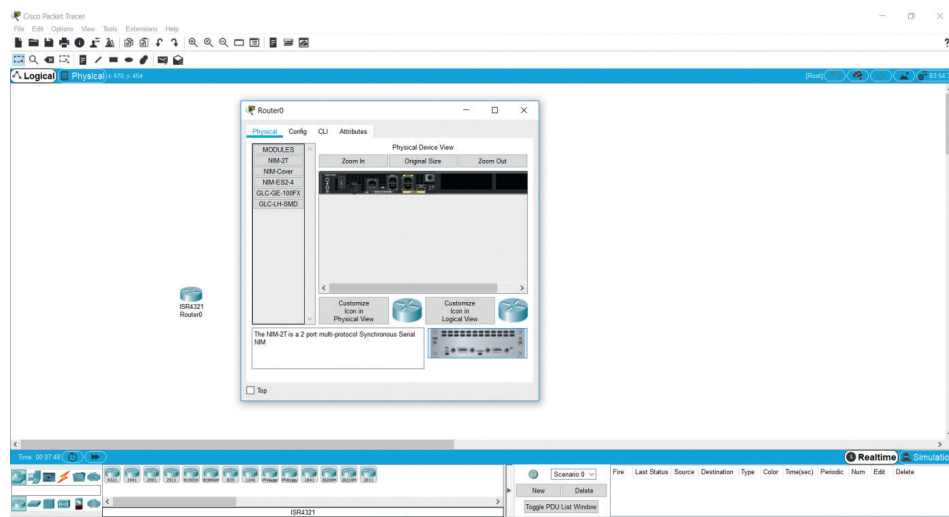 Cisco Packet Tracer
File Edit Options View Tools Extensions Help
?
Logical Physical x: 670, y: 454
[Root] 03:54:
Router0
Physical Config CLI Attributes
MODULES
NIM-2T
NIM-Cover
NIM-ES2-4
GLC-GE-100FX
GLC-LH-SMD
Physical Device View
Zoom In Original Size Zoom Out
Customize
Icon in
Physical View
Customize
Icon in
Logical View
The NIM-2T is a 2 port multi-protocol Synchronous Serial
NIM
Top
ISR4321
Router0
Time: 00:07:48
Realtime Simulatio
4321 1941 2901 2911 819IOX 819HGW 829 1240 1841 2620XM 2621XM 2811
ISR4321
Scenario 0
New Delete
Toggle PDU List Window
Fire Last Status Source Destination Type Color Time(sec) Periodic Num Edit Delete